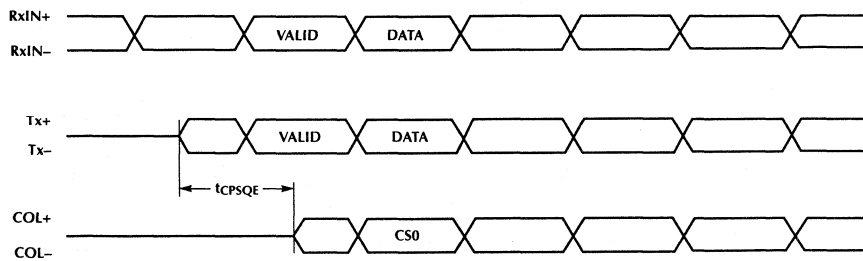 RxIN+
RxIN–
VALID DATA
Tx+
Tx–
VALID DATA
tCPSQE
COL+
COL–
CS0